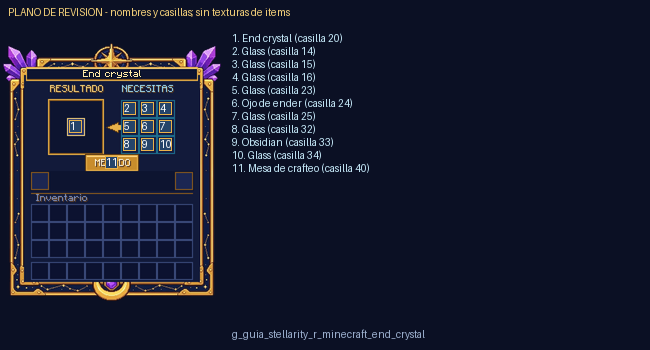 PLANO DE REVISION - nombres y casillas; sin texturas de items
End crystal
RESULTADO NECESITAS
1
2 3 4
5 6 7
8 9 10
11
Inventario
1. End crystal (casilla 20)
2. Glass (casilla 14)
3. Glass (casilla 15)
4. Glass (casilla 16)
5. Glass (casilla 23)
6. Ojo de ender (casilla 24)
7. Glass (casilla 25)
8. Glass (casilla 32)
9. Obsidian (casilla 33)
10. Glass (casilla 34)
11. Mesa de crafteo (casilla 40)
g_guia_stellarity_r_minecraft_end_crystal